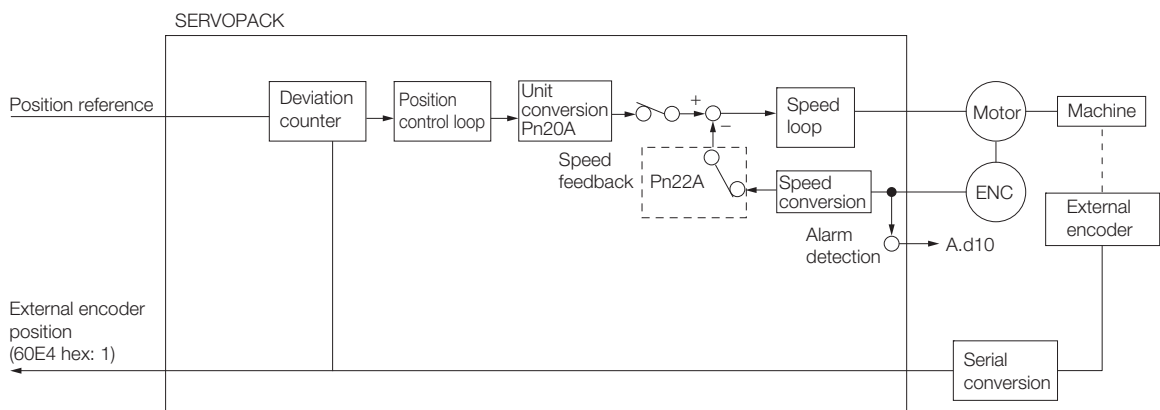 SERVOPACK
Position reference
Deviation
counter
Position
control loop
Unit
conversion
Pn20A
+
−
Speed
loop
Motor
Machine
Speed
feedback
Pn22A
Speed
conversion
ENC
External
encoder
Alarm
detection
A.d10
External encoder
position
(60E4 hex: 1)
Serial
conversion